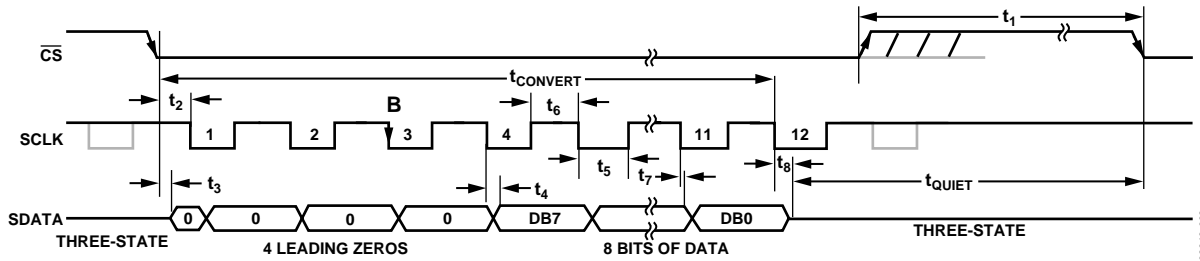 t1
CS
tCONVERT
t2
B
t6
SCLK
1
2
3
4
11
12
t5
t7
t8
t3
t4
tQUIET
SDATA
0
0
0
0
DB7
DB0
THREE-STATE
4 LEADING ZEROS
8 BITS OF DATA
THREE-STATE